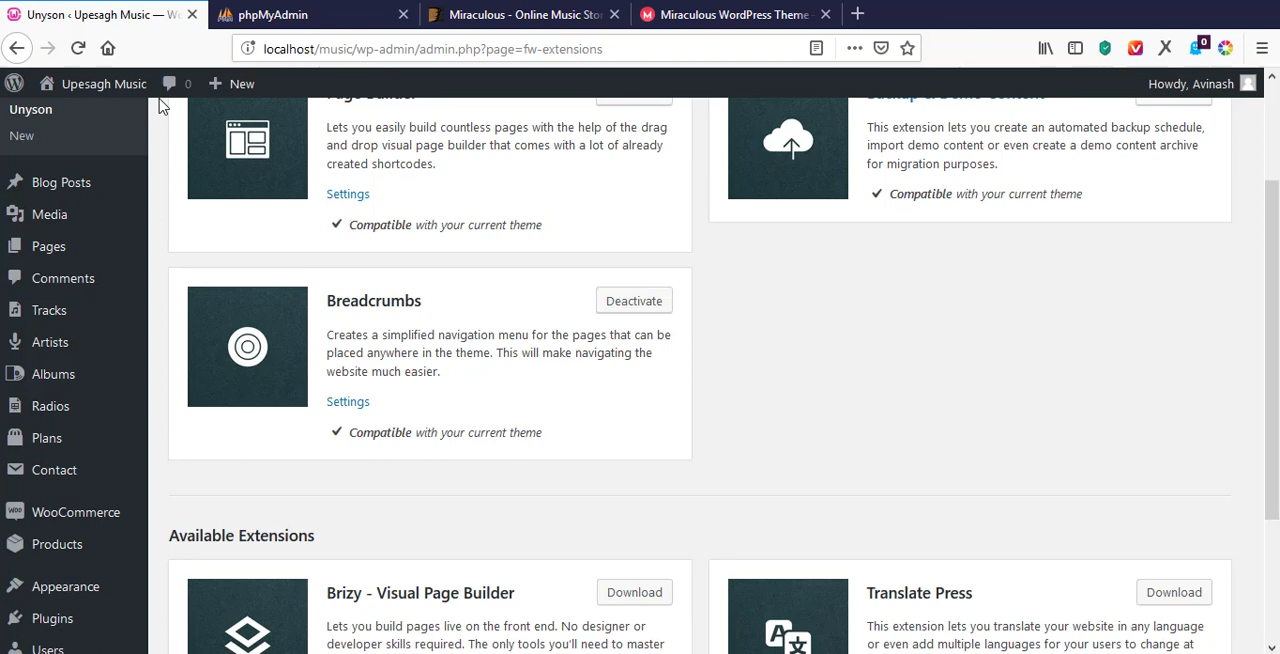 Unyson ‹ Upesagh Music — Wo
phpMyAdmin
Miraculous - Online Music Stor
Miraculous WordPress Theme -
localhost/music/wp-admin/admin.php?page=fw-extensions
0
Upesagh Music
0
New
Howdy, Avinash
Unyson
New
Blog Posts
Media
Pages
Comments
Tracks
Artists
Albums
Radios
Plans
Contact
WooCommerce
Products
Appearance
Plugins
Users
Page Builder
Lets you easily build countless pages with the help of the drag
and drop visual page builder that comes with a lot of already
created shortcodes.
Settings
Compatible with your current theme
Backup & Demo Content
This extension lets you create an automated backup schedule,
import demo content or even create a demo content archive
for migration purposes.
Compatible with your current theme
Breadcrumbs
Deactivate
Creates a simplified navigation menu for the pages that can be
placed anywhere in the theme. This will make navigating the
website much easier.
Settings
Compatible with your current theme
Available Extensions
Brizy - Visual Page Builder
Download
Lets you build pages live on the front end. No designer or
developer skills required. The only tools you'll need to master
Translate Press
Download
This extension lets you translate your website in any language
or even add multiple languages for your users to change at